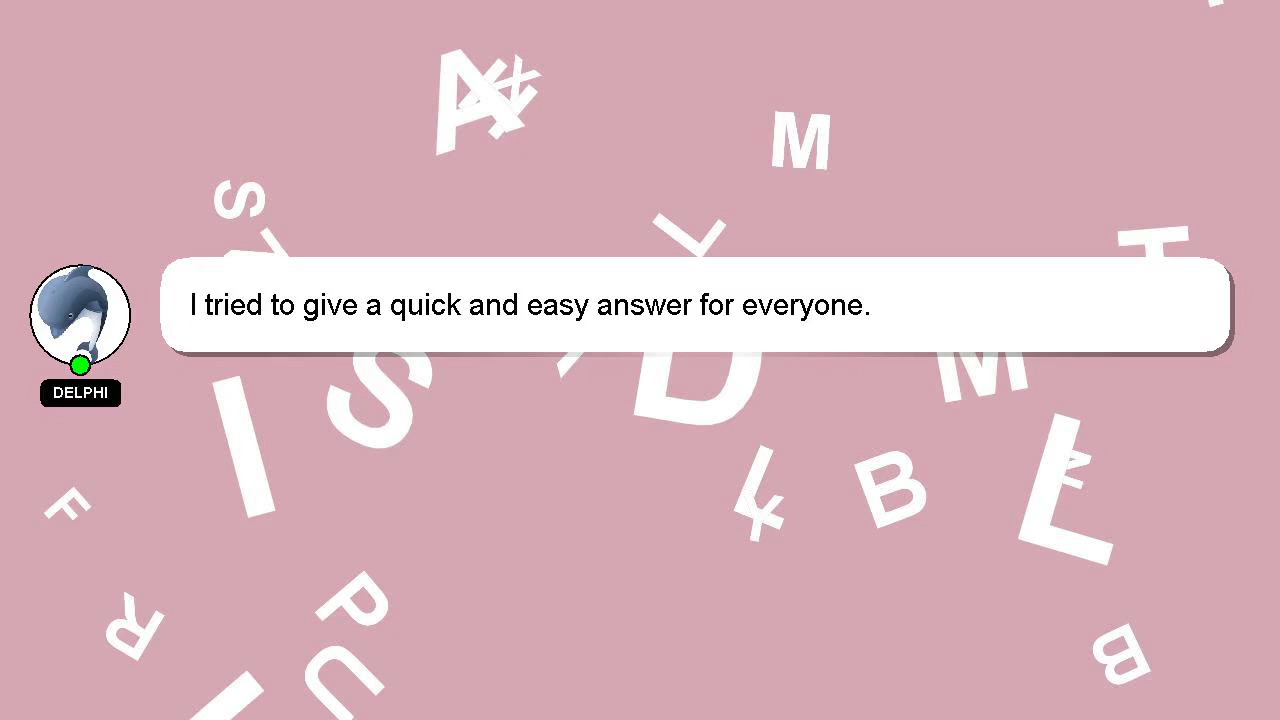 I tried to give a quick and easy answer for everyone.
DELPHI
A
M
S
L
I
S
D
M
L
B
F
R
P
U
B